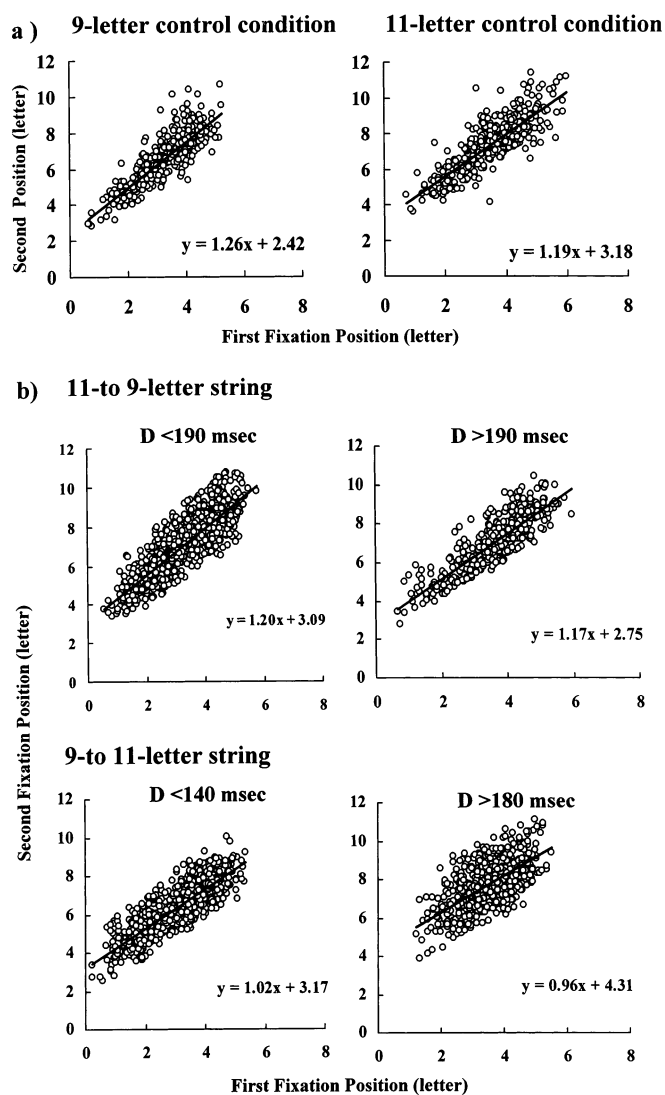 a )
9-letter control condition
11-letter control condition
Second Position (letter)
12
10
8
6
4
2
0
y = 1.26x + 2.42
0 2 4 6 8
12
10
8
6
4
2
0
y = 1.19x + 3.18
0 2 4 6 8
First Fixation Position (letter)
b)
11-to 9-letter string
Second Fixation Position (letter)
D <190 msec
12
10
8
6
4
2
0
y = 1.20x + 3.09
0 2 4 6 8
D >190 msec
12
10
8
6
4
2
0
y = 1.17x + 2.75
0 2 4 6 8
9-to 11-letter string
D <140 msec
12
10
8
6
4
2
0
y = 1.02x + 3.17
0 2 4 6 8
D >180 msec
12
10
8
6
4
2
0
y = 0.96x + 4.31
0 2 4 6 8
First Fixation Position (letter)